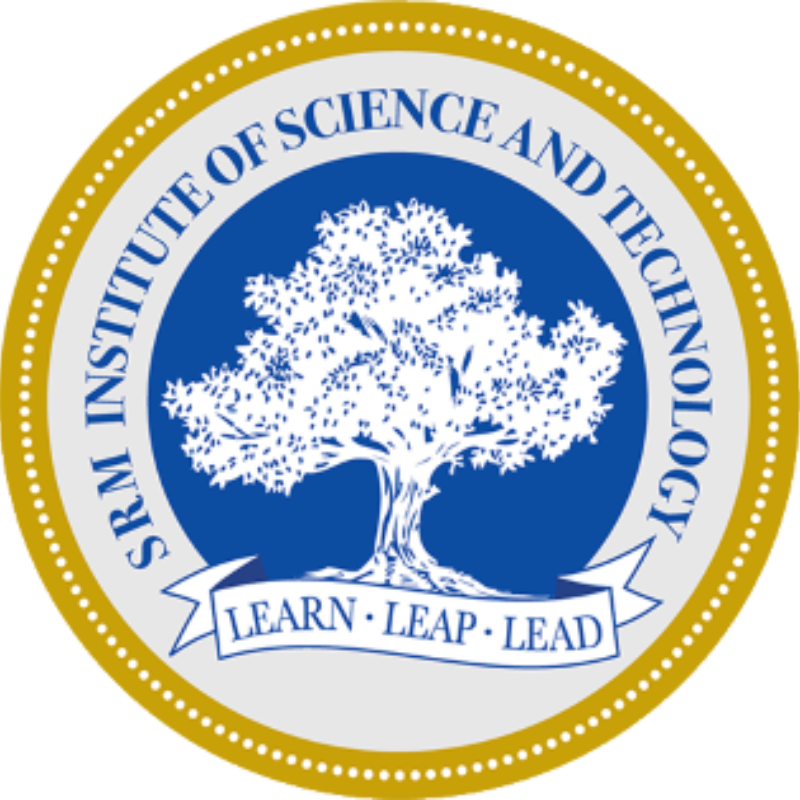 SRM INSTITUTE OF SCIENCE AND TECHNOLOGY
LEARN · LEAP · LEAD